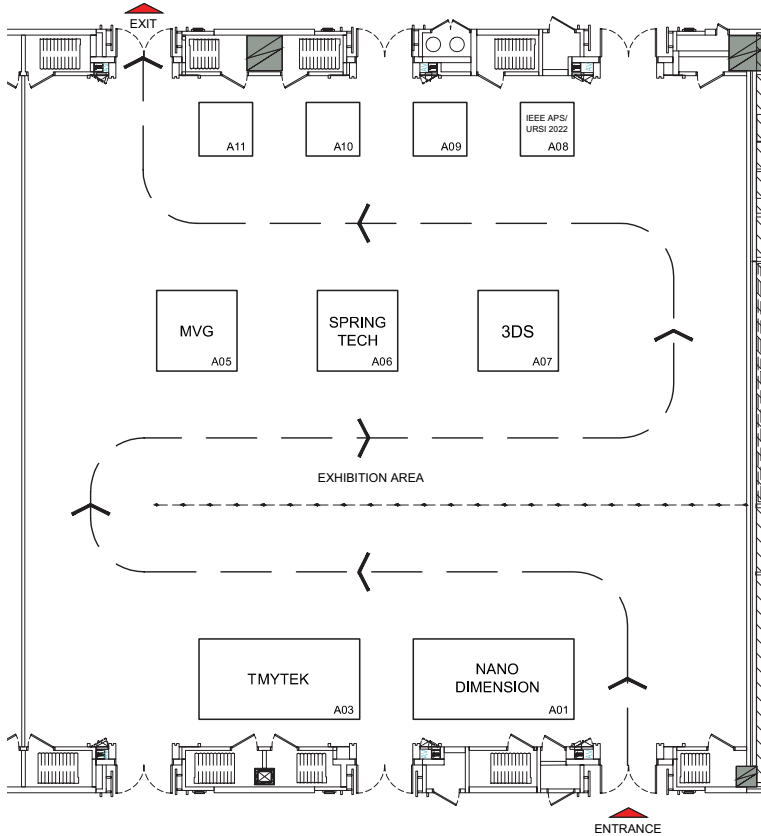 EXIT
A11
A10
A09
IEEE APS/
URSI 2022
A08
MVG
A05
SPRING
TECH
A06
3DS
A07
EXHIBITION AREA
TMYTEK
A03
NANO
DIMENSION
A01
ENTRANCE